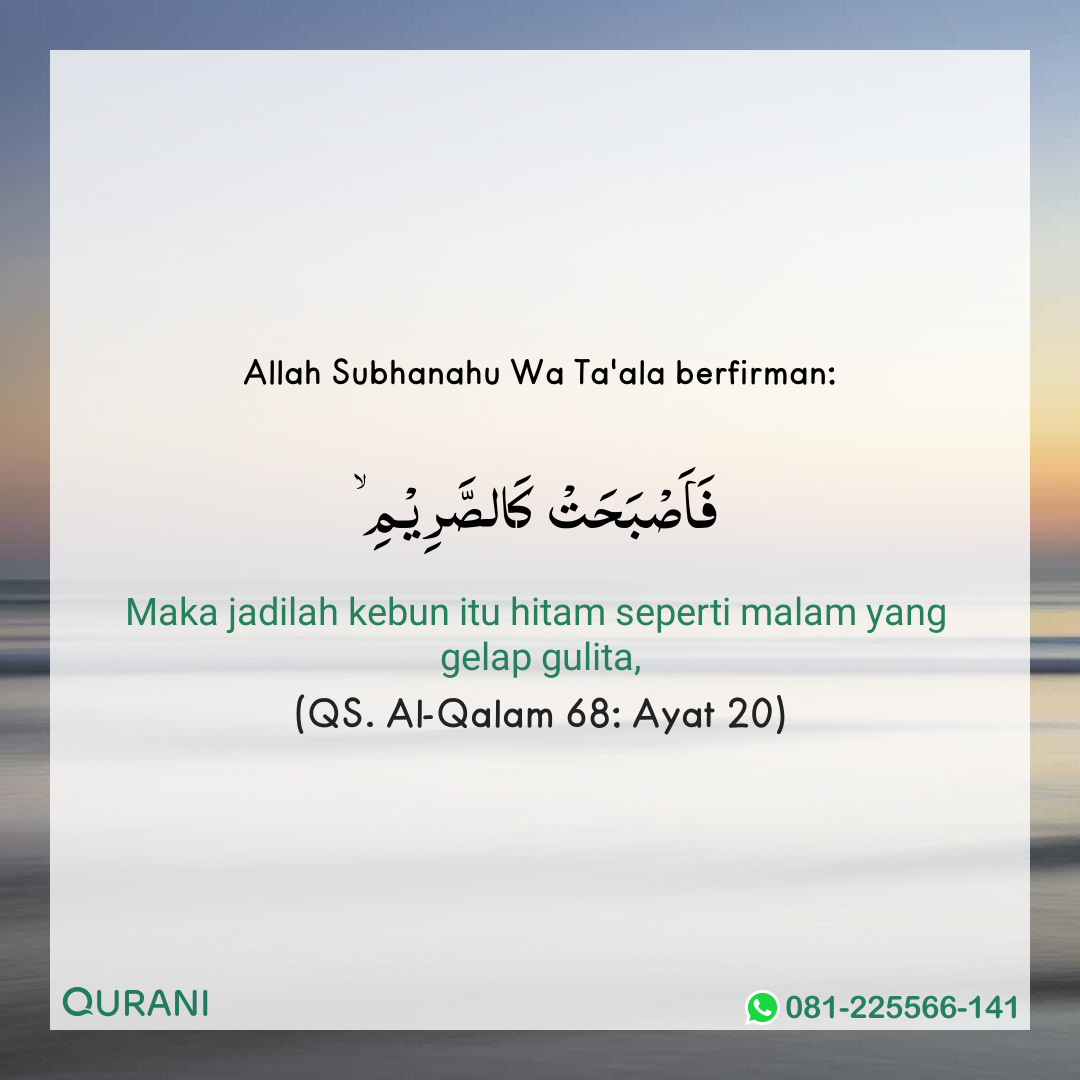 Allah Subhanahu Wa Ta'ala berfirman:
فَاَصْبَحَتْ كَالصَّرِيْمِۙ
Maka jadilah kebun itu hitam seperti malam yang
gelap gulita,
(QS. Al-Qalam 68: Ayat 20)
QURANI
081-225566-141